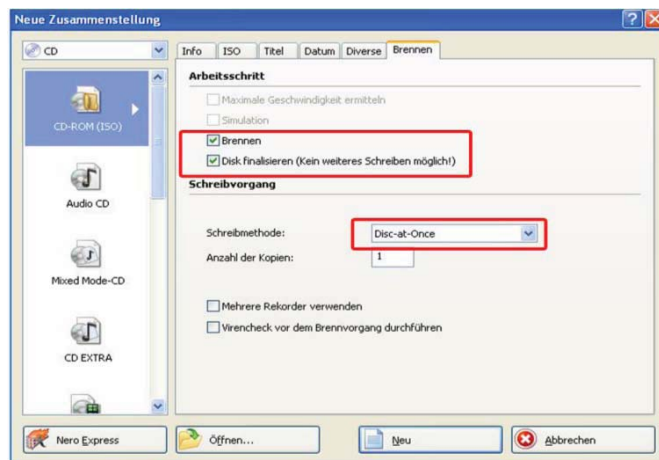 Neue Zusammenstellung
CD
Info ISO Titel Datum Diverse Brennen
Arbeitsschritt
Maximale Geschwindigkeit ermitteln
Simulation
Brennen
Disk finalisieren (Kein weiteres Schreiben möglich!)
Schreibvorgang
Schreibmethode: Disc-at-Once
Anzahl der Kopien: 1
Mehrere Rekorder verwenden
Virencheck vor dem Brennvorgang durchführen
CD-ROM (ISO)
Audio CD
Mixed Mode-CD
CD EXTRA
Nero Express Öffnen... Neu Abbrechen